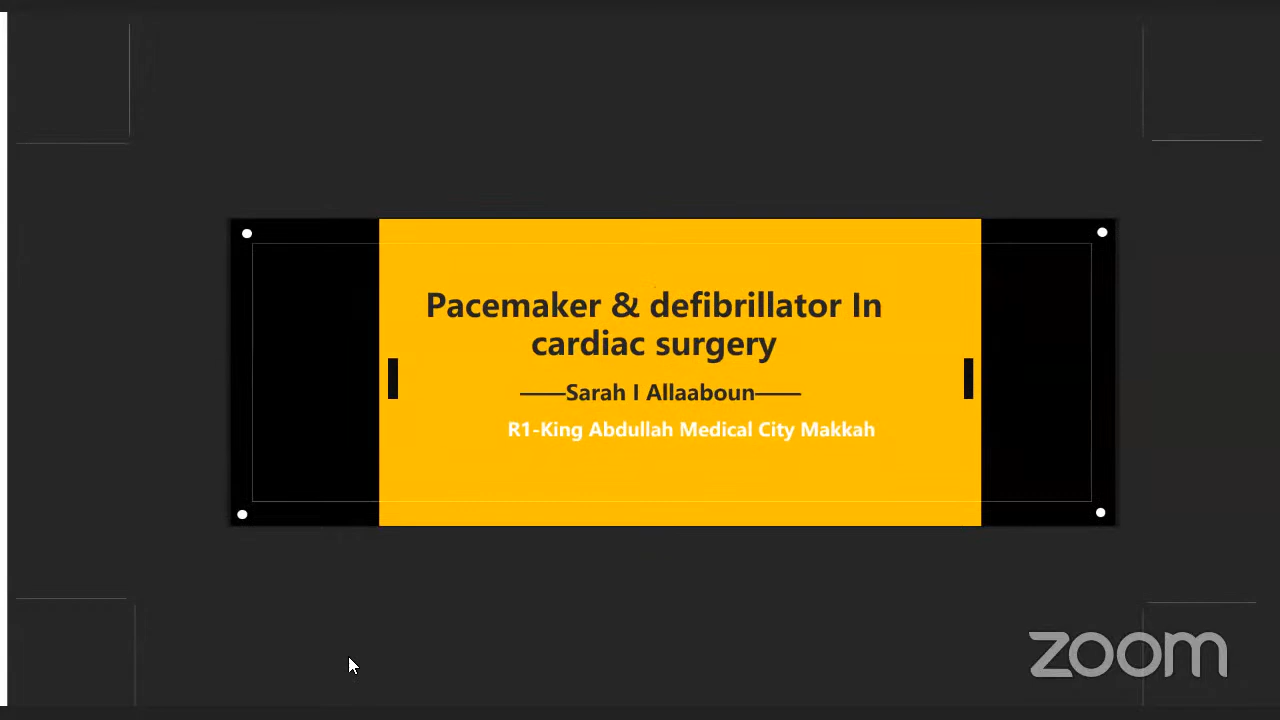 Pacemaker & defibrillator In
cardiac surgery
——Sarah I Allaaboun——
R1-King Abdullah Medical City Makkah
zoom